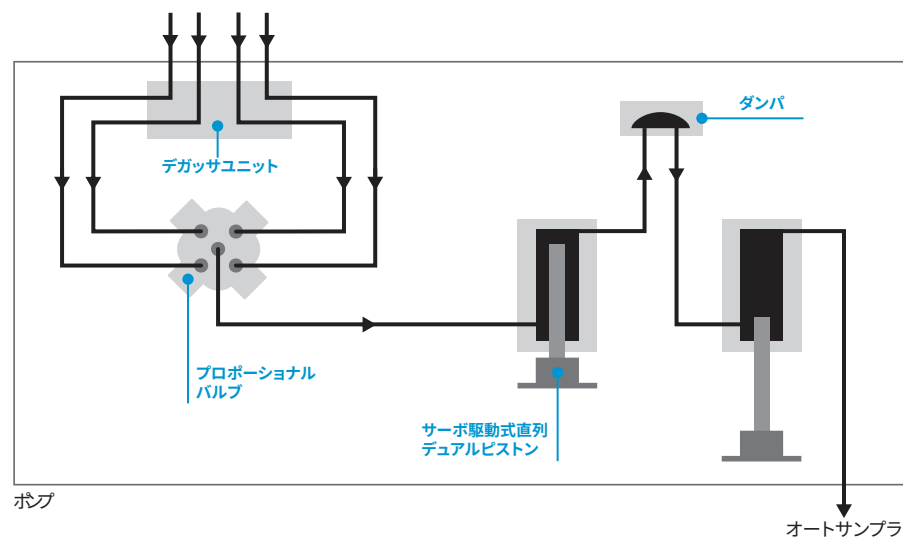 ダンパ
デガッサユニット
プロポーショナル
バルブ
サーボ駆動式直列
デュアルピストン
ポンプ
オートサンプラ